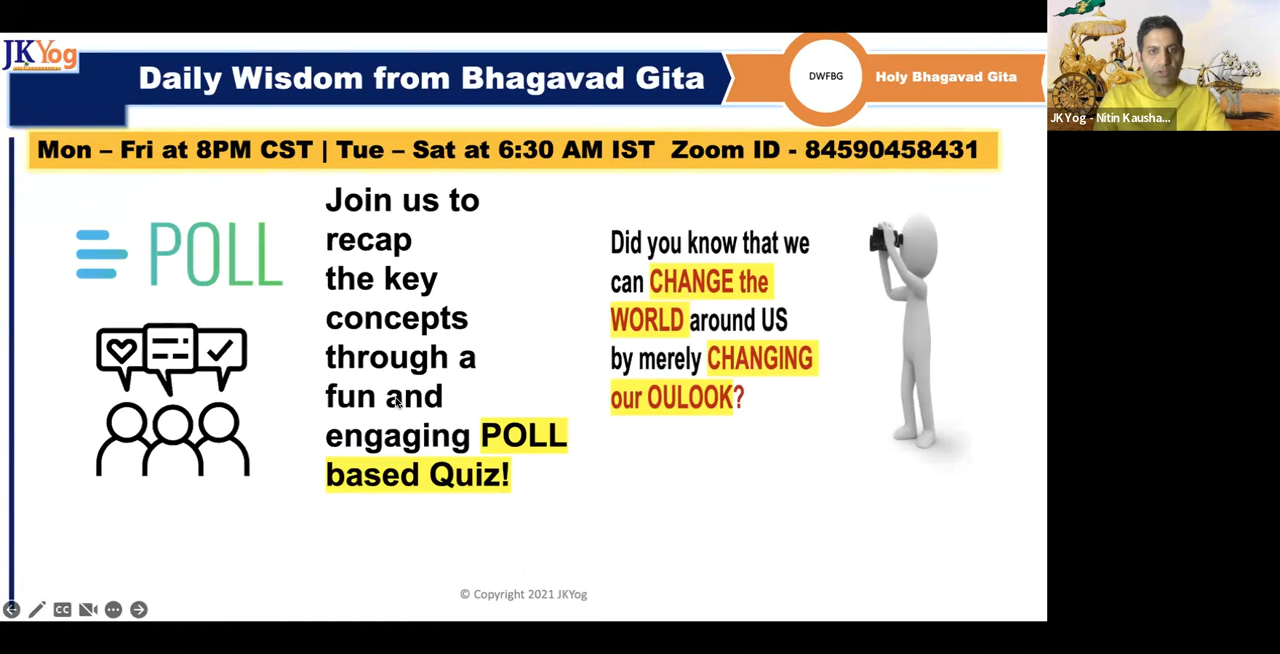 JKYog
Daily Wisdom from Bhagavad Gita
DWFBG
Holy Bhagavad Gita
JKYog - Nitin Kausha...
Mon – Fri at 8PM CST | Tue – Sat at 6:30 AM IST Zoom ID - 84590458431
POLL
Join us to
recap
the key
concepts
through a
fun and
engaging POLL
based Quiz!
Did you know that we
can CHANGE the
WORLD around US
by merely CHANGING
our OULOOK?
© Copyright 2021 JKYog
CC